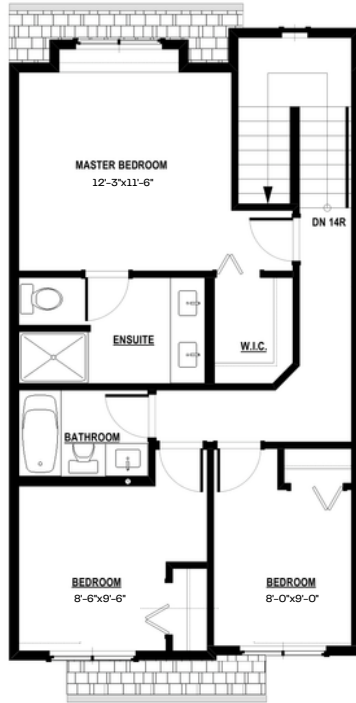 MASTER BEDROOM
12'-3"x11'-6"
DN 14R
ENSUITE
W.I.C.
BATHROOM
BEDROOM
8'-6"x9'-6"
BEDROOM
8'-0"x9'-0"